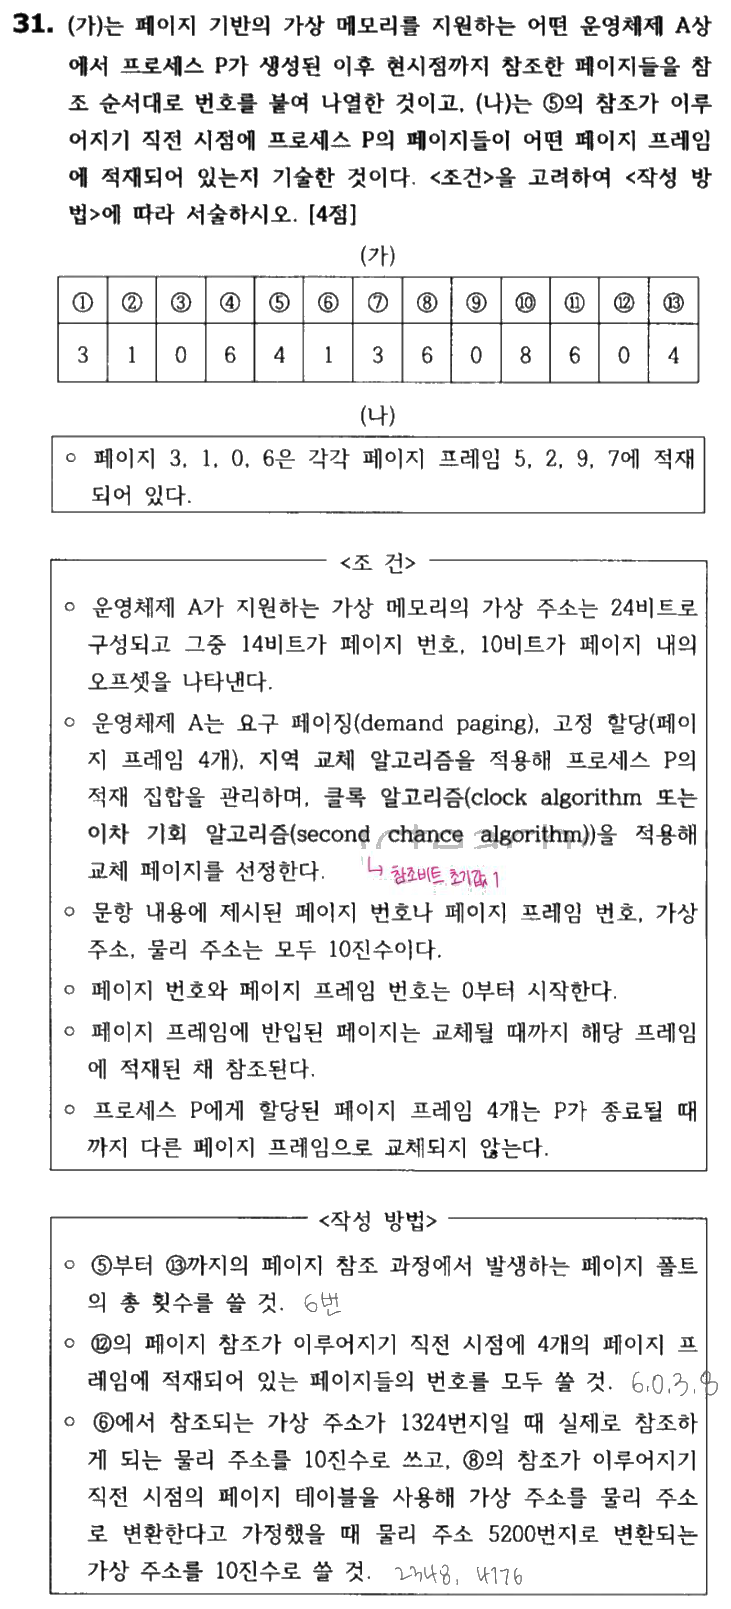 31. (가)는 페이지 기반의 가상 메모리를 지원하는 어떤 운영체제 A상
에서 프로세스 P가 생성된 이후 현시점까지 참조한 페이지들을 참
조 순서대로 번호를 붙여 나열한 것이고, (나)는 ⑤의 참조가 이루
어지기 직전 시점에 프로세스 P의 페이지들이 어떤 페이지 프레임
에 적재되어 있는지 기술한 것이다. <조건>을 고려하여 <작성 방
법>에 따라 서술하시오. [4점]
(가)
① ② ③ ④ ⑤ ⑥ ⑦ ⑧ ⑨ ⑩ ⑪ ⑫ ⑬
3 1 0 6 4 1 3 6 0 8 6 0 4
(나)
○ 페이지 3, 1, 0, 6은 각각 페이지 프레임 5, 2, 9, 7에 적재
되어 있다.
<조 건>
○ 운영체제 A가 지원하는 가상 메모리의 가상 주소는 24비트로
구성되고 그중 14비트가 페이지 번호, 10비트가 페이지 내의
오프셋을 나타낸다.
○ 운영체제 A는 요구 페이징(demand paging), 고정 할당(페이
지 프레임 4개), 지역 교체 알고리즘을 적용해 프로세스 P의
적재 집합을 관리하며, 클록 알고리즘(clock algorithm 또는
이차 기회 알고리즘(second chance algorithm))을 적용해
교체 페이지를 선정한다. ↳ 참조비트 초기값 1
○ 문항 내용에 제시된 페이지 번호나 페이지 프레임 번호, 가상
주소, 물리 주소는 모두 10진수이다.
○ 페이지 번호와 페이지 프레임 번호는 0부터 시작한다.
○ 페이지 프레임에 반입된 페이지는 교체될 때까지 해당 프레임
에 적재된 채 참조된다.
○ 프로세스 P에게 할당된 페이지 프레임 4개는 P가 종료될 때
까지 다른 페이지 프레임으로 교체되지 않는다.
<작성 방법>
○ ⑤부터 ⑬까지의 페이지 참조 과정에서 발생하는 페이지 폴트
의 총 횟수를 쓸 것. 6번
○ ⑫의 페이지 참조가 이루어지기 직전 시점에 4개의 페이지 프
레임에 적재되어 있는 페이지들의 번호를 모두 쓸 것. 6.0.3.8
○ ⑥에서 참조되는 가상 주소가 1324번지일 때 실제로 참조하
게 되는 물리 주소를 10진수로 쓰고, ⑧의 참조가 이루어지기
직전 시점의 페이지 테이블을 사용해 가상 주소를 물리 주소
로 변환한다고 가정했을 때 물리 주소 5200번지로 변환되는
가상 주소를 10진수로 쓸 것. 2348, 4176